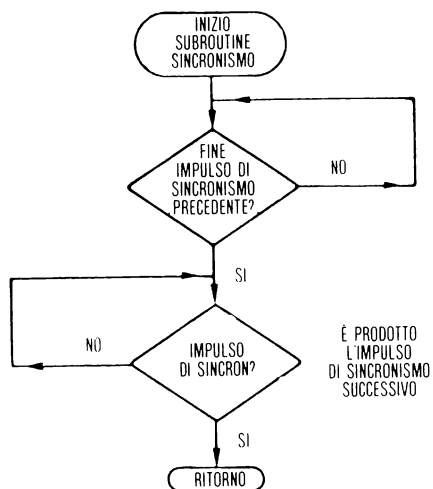 INIZIO
SUBROUTINE
SINCRONISMO
FINE
IMPULSO DI
SINCRONISMO
PRECEDENTE?
NO
SI
NO
IMPULSO
DI SINCRON?
È PRODOTTO
L'IMPULSO
DI SINCRONISMO
SUCCESSIVO
SI
RITORNO